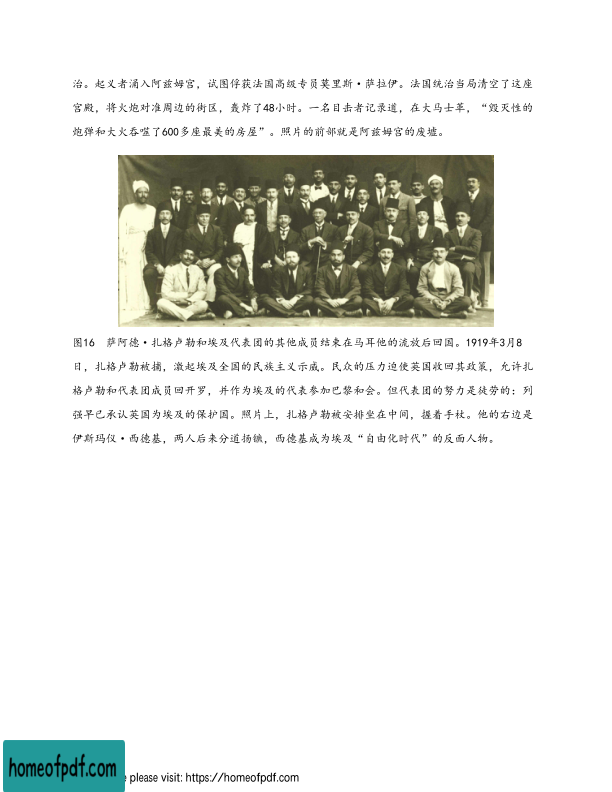 治。起义者涌入阿兹姆宫，试图俘获法国高级专员莫里斯·萨拉伊。法国统治当局清空了这座
宫殿，将火炮对准周边的街区，轰炸了48小时。一名目击者记录道，在大马士革，“毁灭性的
炮弹和大火吞噬了600多座最美的房屋”。照片的前部就是阿兹姆宫的废墟。
图16 萨阿德·扎格卢勒和埃及代表团的其他成员结束在马耳他的流放后回国。1919年3月8
日，扎格卢勒被捕，激起埃及全国的民族主义示威。民众的压力迫使英国收回其政策，允许扎
格卢勒和代表团成员回开罗，并作为埃及的代表参加巴黎和会。但代表团的努力是徒劳的：列
强早已承认英国为埃及的保护国。照片上，扎格卢勒被安排坐在中间，握着手杖。他的右边是
伊斯玛仪·西德基，两人后来分道扬镳，西德基成为埃及“自由化时代”的反面人物。
homeofpdf.com
e please visit: https://homeofpdf.com